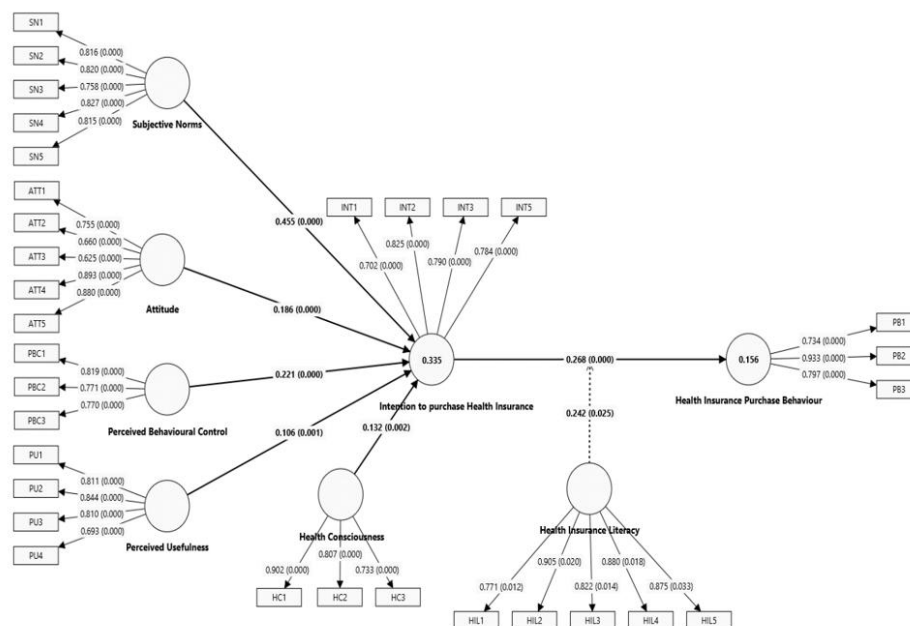 SN1
0.816 (0.000)
SN2
0.820 (0.000)
SN3
0.758 (0.000)
SN4
0.827 (0.000)
SN5
0.815 (0.000)
Subjective Norms
ATT1
0.755 (0.000)
ATT2
0.660 (0.000)
ATT3
0.625 (0.000)
ATT4
0.893 (0.000)
ATT5
0.880 (0.000)
Attitude
PBC1
0.819 (0.000)
PBC2
0.771 (0.000)
PBC3
0.770 (0.000)
Perceived Behavioural Control
PU1
0.811 (0.000)
PU2
0.844 (0.000)
PU3
0.810 (0.000)
PU4
0.693 (0.000)
Perceived Usefulness
0.455 (0.000)
0.186 (0.000)
0.221 (0.000)
0.106 (0.001)
0.132 (0.002)
INT1
INT2
INT3
INT5
0.702 (0.000)
0.825 (0.000)
0.790 (0.000)
0.784 (0.000)
0.335
Intention to purchase Health Insurance
0.268 (0.000)
0.242 (0.025)
0.156
Health Insurance Purchase Behaviour
PB1
0.734 (0.000)
PB2
0.933 (0.000)
PB3
0.797 (0.000)
Health Consciousness
0.902 (0.000)
0.807 (0.000)
0.733 (0.000)
HC1
HC2
HC3
Health Insurance Literacy
0.771 (0.012)
0.905 (0.020)
0.822 (0.014)
0.880 (0.018)
0.875 (0.033)
HIL1
HIL2
HIL3
HIL4
HIL5